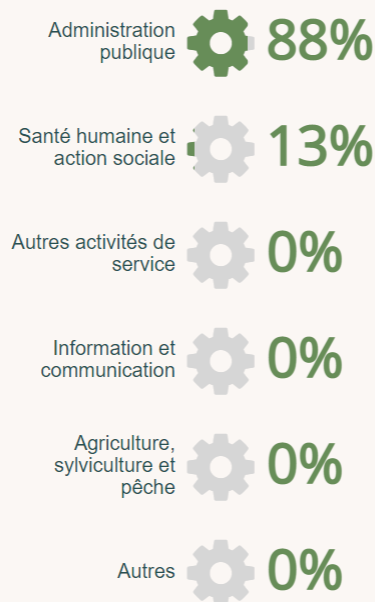 Administration
publique
88%
Santé humaine et
action sociale
13%
Autres activités de
service
0%
Information et
communication
0%
Agriculture,
sylviculture et
pêche
0%
Autres
0%